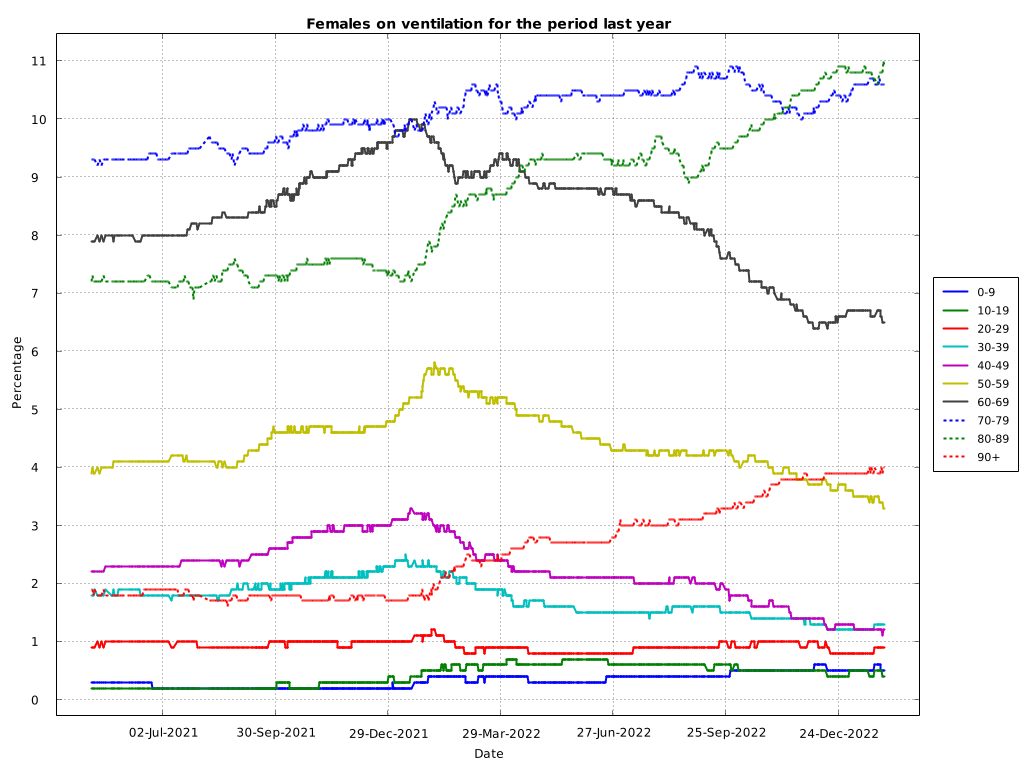 Females on ventilation for the period last year
Percentage
11
10
9
8
7
6
5
4
3
2
1
0
02-Jul-2021
30-Sep-2021
29-Dec-2021
29-Mar-2022
27-Jun-2022
25-Sep-2022
24-Dec-2022
Date
0-9
10-19
20-29
30-39
40-49
50-59
60-69
70-79
80-89
90+